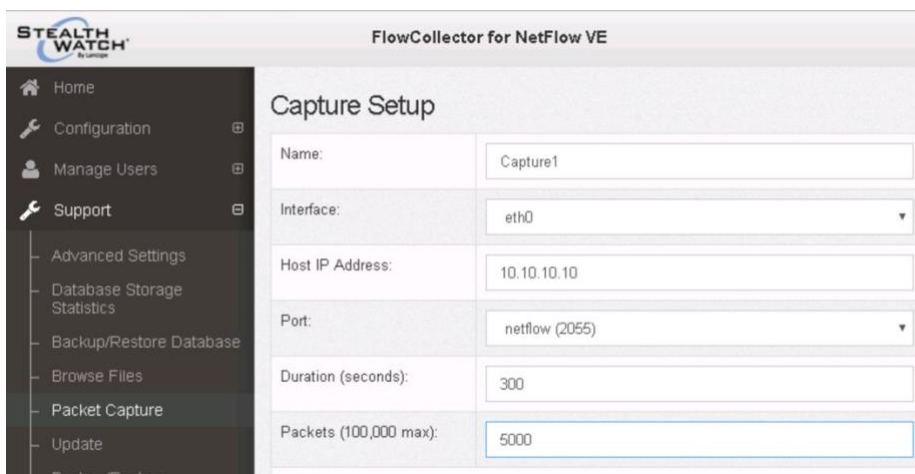 STEALTH
WATCH
By Lancope
FlowCollector for NetFlow VE
Home
Configuration
Manage Users
Support
Advanced Settings
Database Storage
Statistics
Backup/Restore Database
Browse Files
Packet Capture
Update
Capture Setup
Name:
Capture1
Interface:
eth0
Host IP Address:
10.10.10.10
Port:
netflow (2055)
Duration (seconds):
300
Packets (100,000 max):
5000